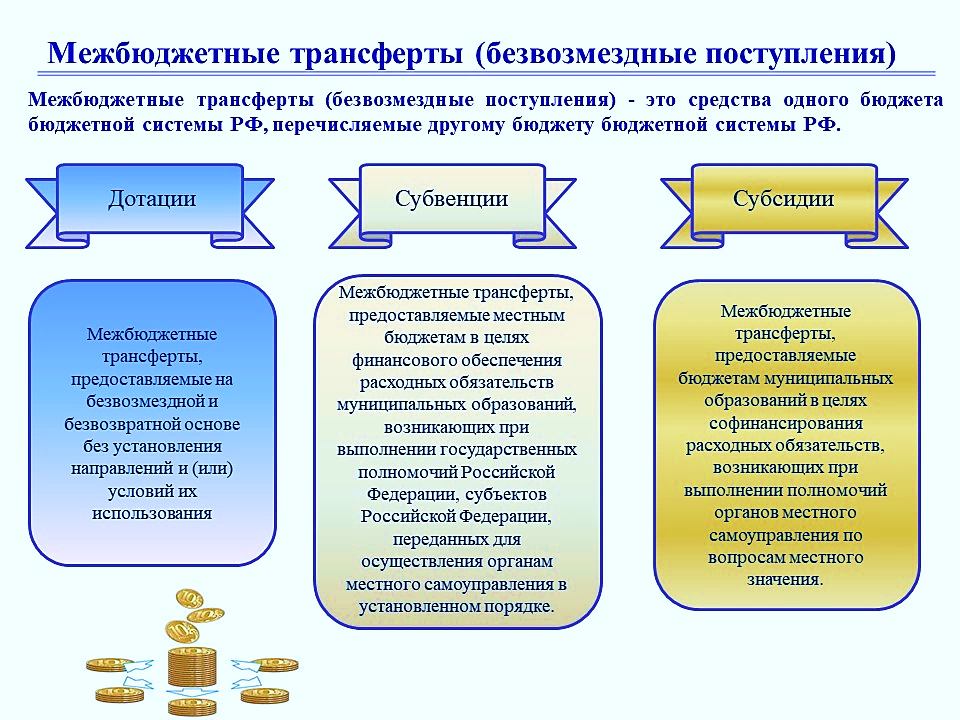 Межбюджетные трансферты (безвозмездные поступления)
Межбюджетные трансферты (безвозмездные поступления) - это средства одного бюджета
бюджетной системы РФ, перечисляемые другому бюджету бюджетной системы РФ.
Дотации
Межбюджетные
трансферты,
предоставляемые на
безвозмездной и
безвозвратной основе
без установления
направлений и (или)
условий их
использования
Субвенции
Межбюджетные трансферты,
предоставляемые местным
бюджетам в целях
финансового обеспечения
расходных обязательств
муниципальных образований,
возникающих при
выполнении государственных
полномочий Российской
Федерации, субъектов
Российской Федерации,
переданных для
осуществления органам
местного самоуправления в
установленном порядке.
Субсидии
Межбюджетные
трансферты,
предоставляемые
бюджетам муниципальных
образований в целях
софинансирования
расходных обязательств,
возникающих при
выполнении полномочий
органов местного
самоуправления по
вопросам местного
значения.